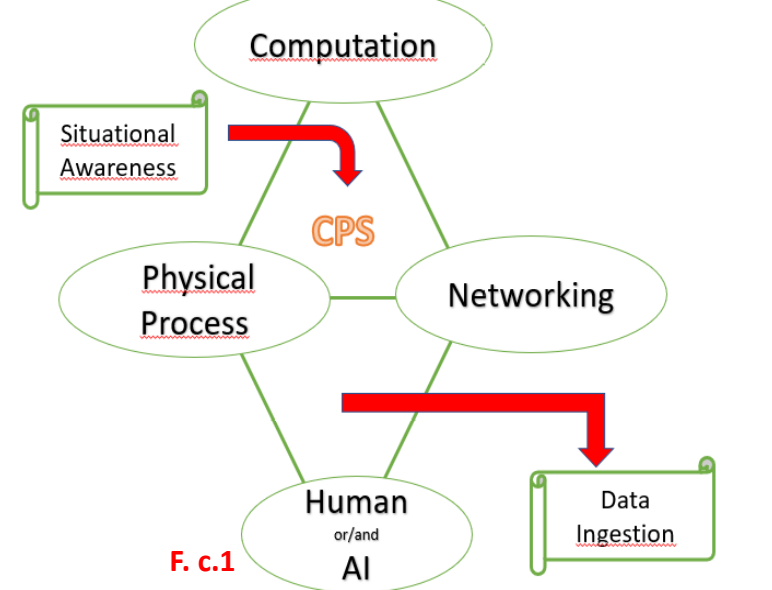 Computation
Situational
Awareness
CPS
Physical
Process
Networking
Human
or/and
AI
Data
Ingestion
F. c.1